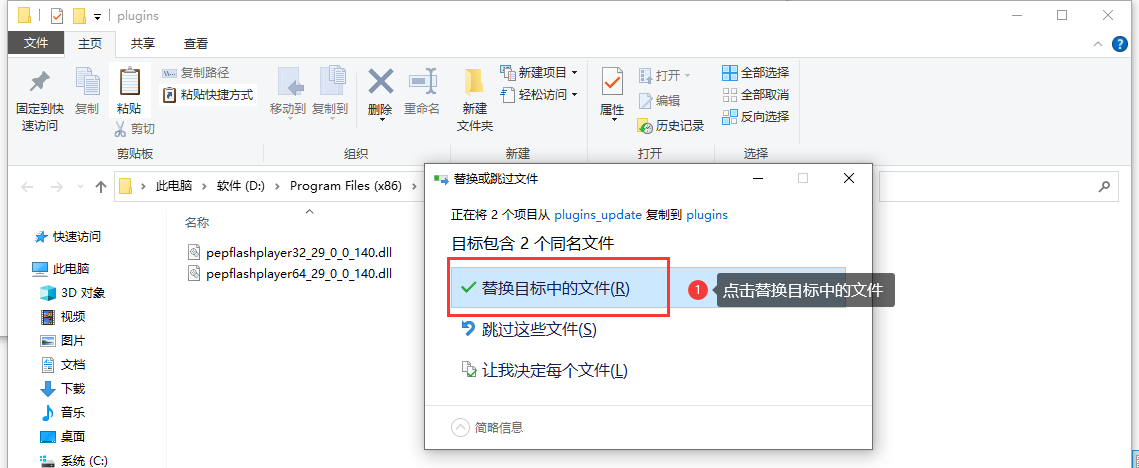 plugins
文件 主页 共享 查看
固定到快速访问
复制
粘贴
复制路径
粘贴快捷方式
剪切
剪贴板
移动到
复制到
删除
重命名
组织
新建文件夹
新建项目
轻松访问
新建
属性
打开
编辑
历史记录
打开
全部选择
全部取消
反向选择
选择
此电脑 软件 (D:) Program Files (x86)
快速访问
此电脑
3D 对象
视频
图片
文档
下载
音乐
桌面
系统 (C:)
名称
pepflashplayer32_29_0_0_140.dll
pepflashplayer64_29_0_0_140.dll
替换或跳过文件
正在将 2 个项目从 plugins_update 复制到 plugins
目标包含 2 个同名文件
替换目标中的文件(R)
1 点击替换目标中的文件
跳过这些文件(S)
让我决定每个文件(L)
简略信息